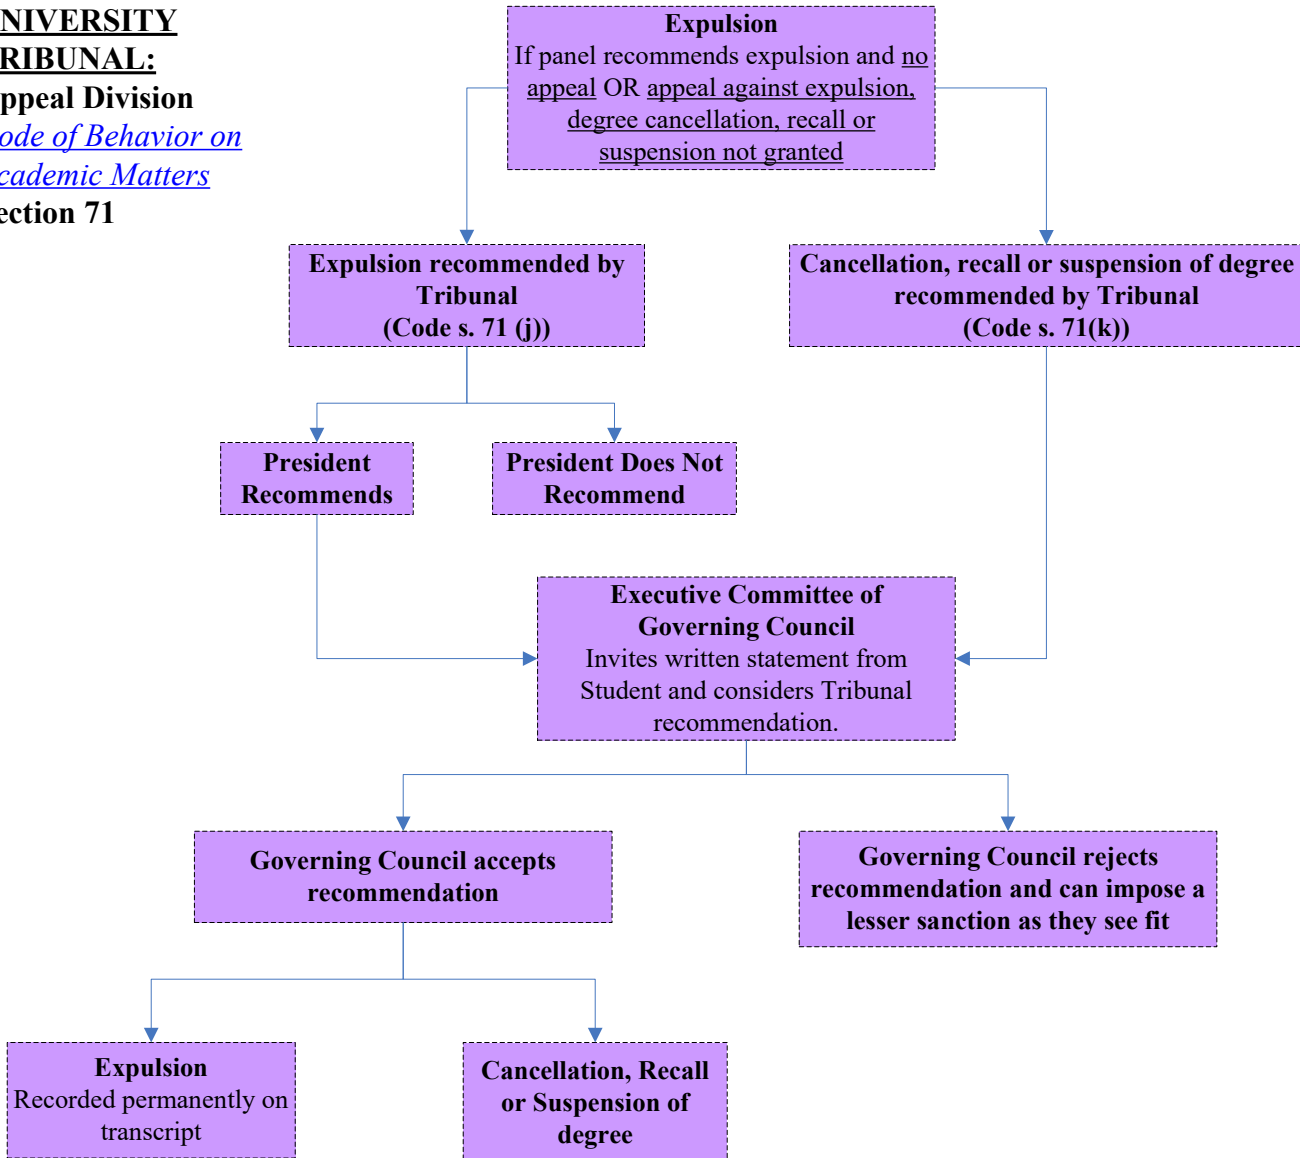 NIVERSITY
RIBUNAL:
ppeal Division
ode of Behavior on
cademic Matters
ection 71
Expulsion
If panel recommends expulsion and no
appeal OR appeal against expulsion,
degree cancellation, recall or
suspension not granted
Expulsion recommended by
Tribunal
(Code s. 71 (j))
Cancellation, recall or suspension of degree
recommended by Tribunal
(Code s. 71(k))
President
Recommends
President Does Not
Recommend
Executive Committee of
Governing Council
Invites written statement from
Student and considers Tribunal
recommendation.
Governing Council accepts
recommendation
Governing Council rejects
recommendation and can impose a
lesser sanction as they see fit
Expulsion
Recorded permanently on
transcript
Cancellation, Recall
or Suspension of
degree